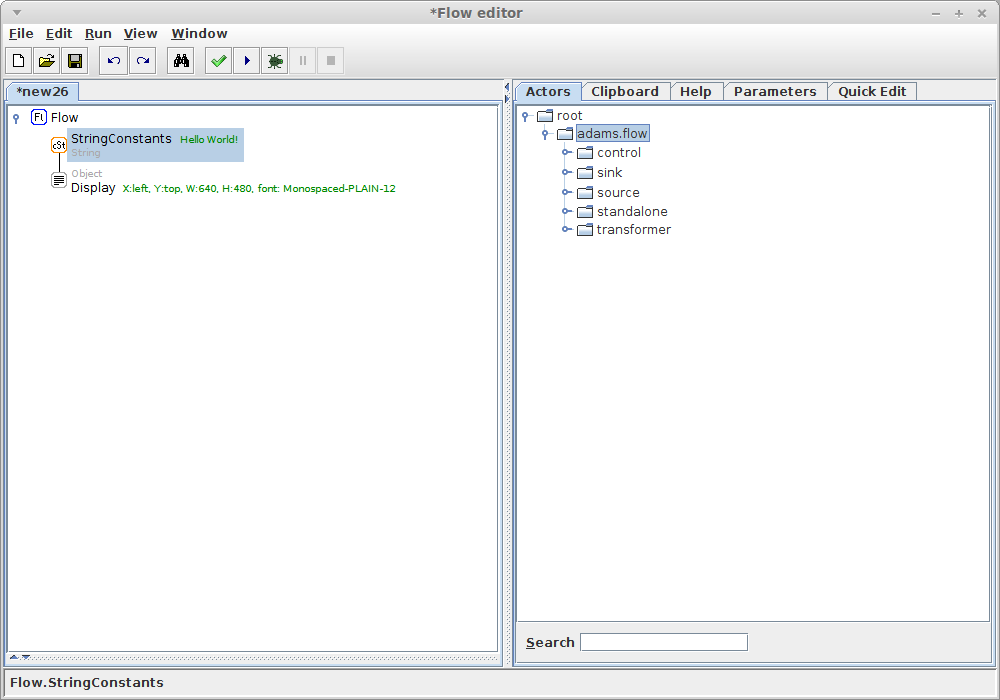 *Flow editor
File Edit Run View Window
*new26
Fl Flow
cSt StringConstants Hello World!
String
Object
Display X:left, Y:top, W:640, H:480, font: Monospaced-PLAIN-12
Actors Clipboard Help Parameters Quick Edit
root
adams.flow
control
sink
source
standalone
transformer
Search
Flow.StringConstants